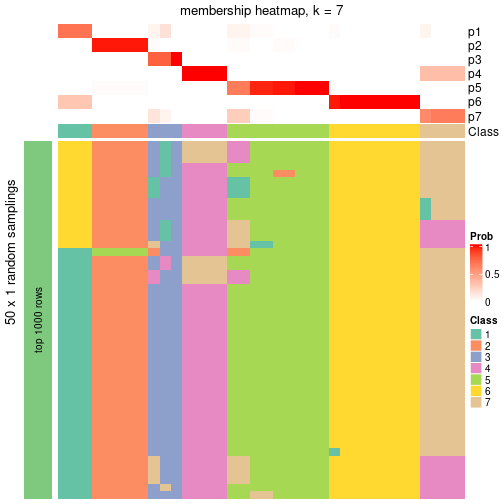 membership heatmap, k = 7
p1
p2
p3
p4
p5
p6
p7
Class
50 x 1 random samplings
top 1000 rows
Prob
1
0.5
0
Class
1
2
3
4
5
6
7